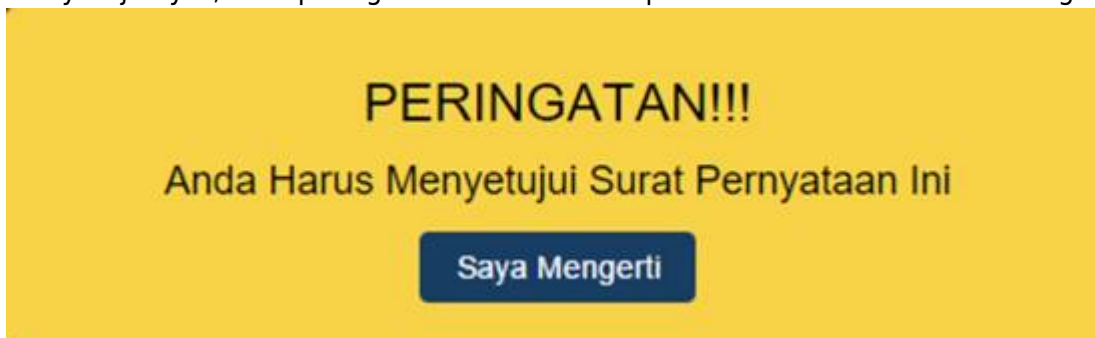 PERINGATAN!!!
Anda Harus Menyetujui Surat Pernyataan Ini
Saya Mengerti